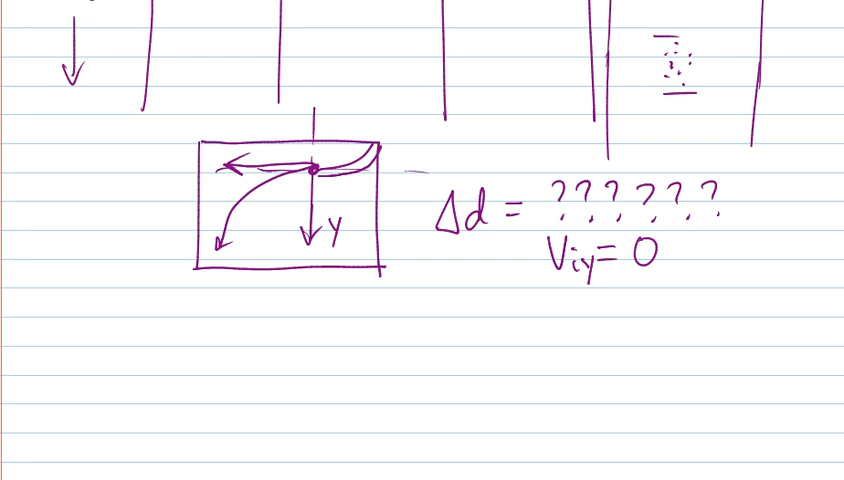 Y
Δd = ? ? ? ? ? ?
Viy = 0